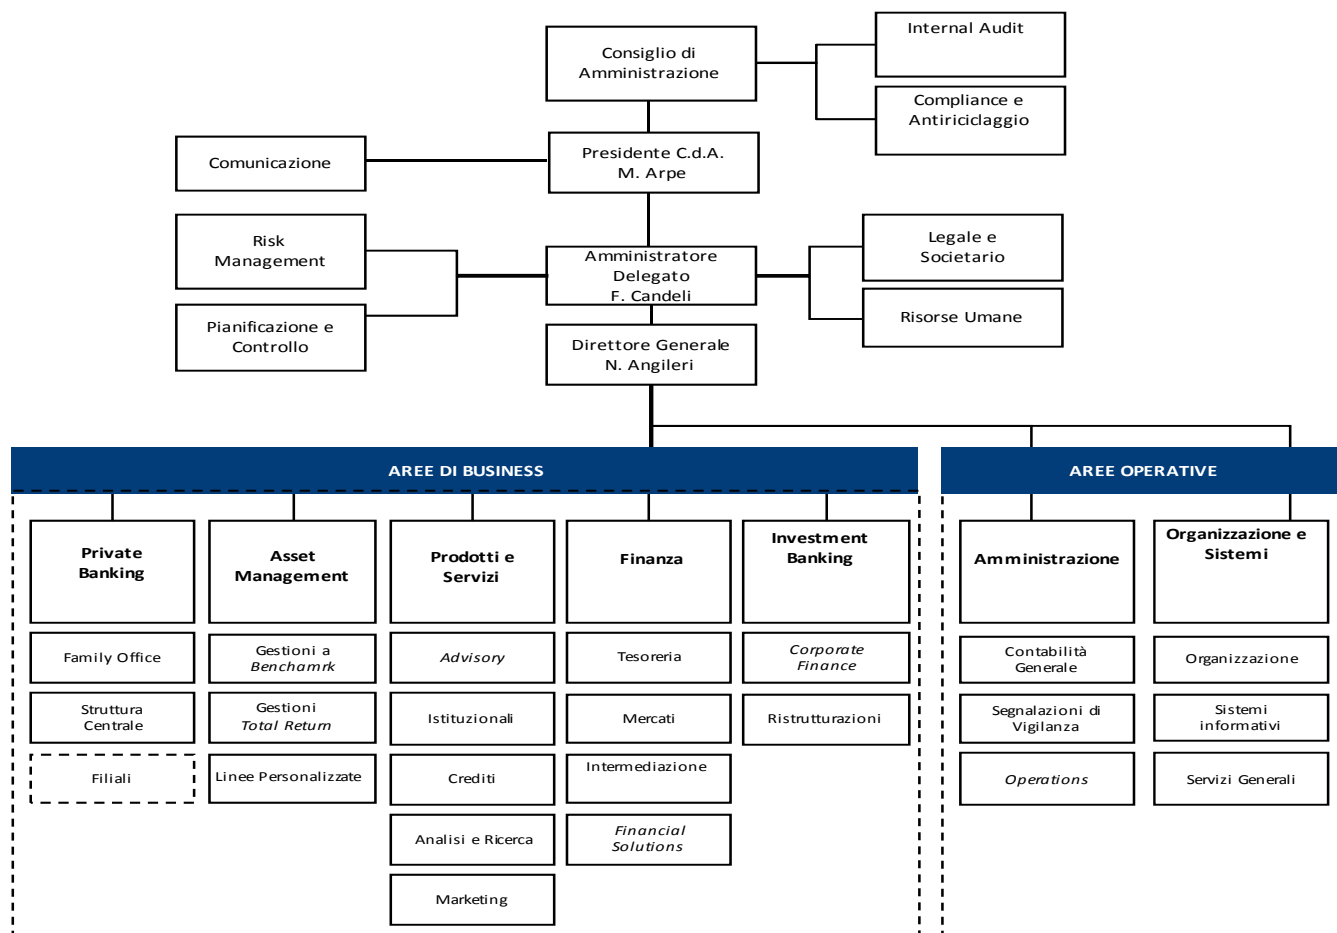 Internal Audit
Consiglio di
Amministrazione
Compliance e
Antiriciclaggio
Presidente C.d.A.
M. Arpe
Comunicazione
Risk
Management
Amministratore
Delegato
F. Candeli
Legale e
Societario
Pianificazione e
Controllo
Risorse Umane
Direttore Generale
N. Angileri
AREE DI BUSINESS
AREE OPERATIVE
Private
Banking
Asset
Management
Prodotti e
Servizi
Finanza
Investment
Banking
Amministrazione
Organizzazione e
Sistemi
Family Office
Gestioni a
Benchamrk
Advisory
Tesoreria
Corporate
Finance
Contabilità
Generale
Organizzazione
Struttura
Centrale
Gestioni
Total Return
Istituzionali
Mercati
Ristrutturazioni
Segnalazioni di
Vigilanza
Sistemi
informativi
Filiali
Linee Personalizzate
Crediti
Intermediazione
Operations
Servizi Generali
Analisi e Ricerca
Financial
Solutions
Marketing